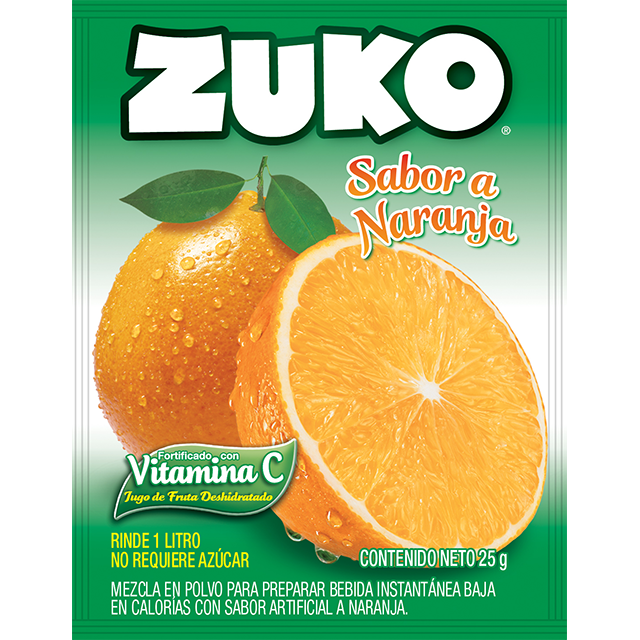 ZUKO®
Sabor a
Naranja
Fortificado con
Vitamina C
Jugo de Fruta Deshidratado
RINDE 1 LITRO
NO REQUIERE AZÚCAR
CONTENIDO NETO 25 g
MEZCLA EN POLVO PARA PREPARAR BEBIDA INSTANTÁNEA BAJA
EN CALORÍAS CON SABOR ARTIFICIAL A NARANJA.